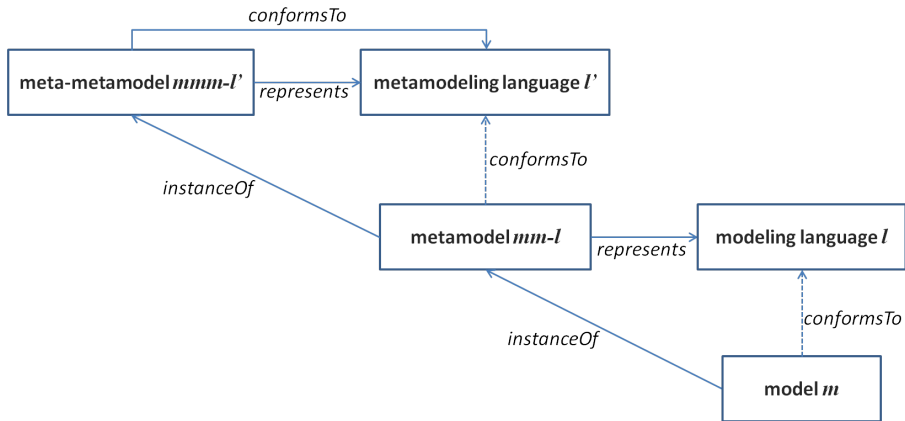 conformsTo
meta-metamodel mmm-l’
represents
metamodeling language l’
instanceOf
conformsTo
metamodel mm-l
represents
modeling language l
instanceOf
conformsTo
model m